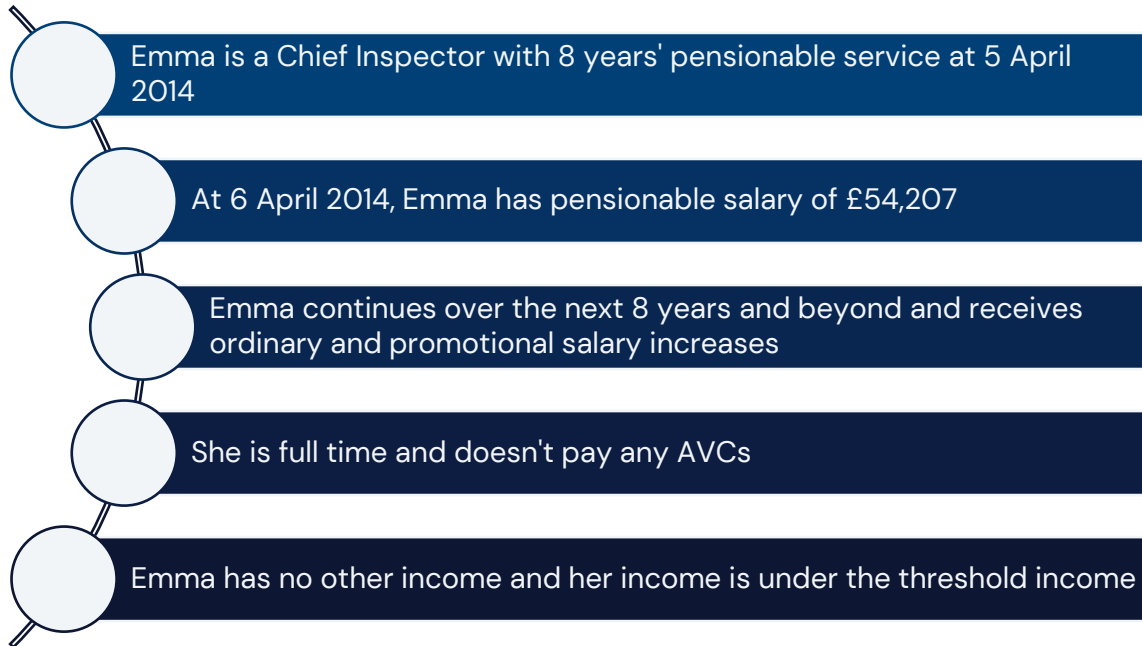 Emma is a Chief Inspector with 8 years' pensionable service at 5 April
2014
At 6 April 2014, Emma has pensionable salary of £54,207
Emma continues over the next 8 years and beyond and receives
ordinary and promotional salary increases
She is full time and doesn't pay any AVCs
Emma has no other income and her income is under the threshold income